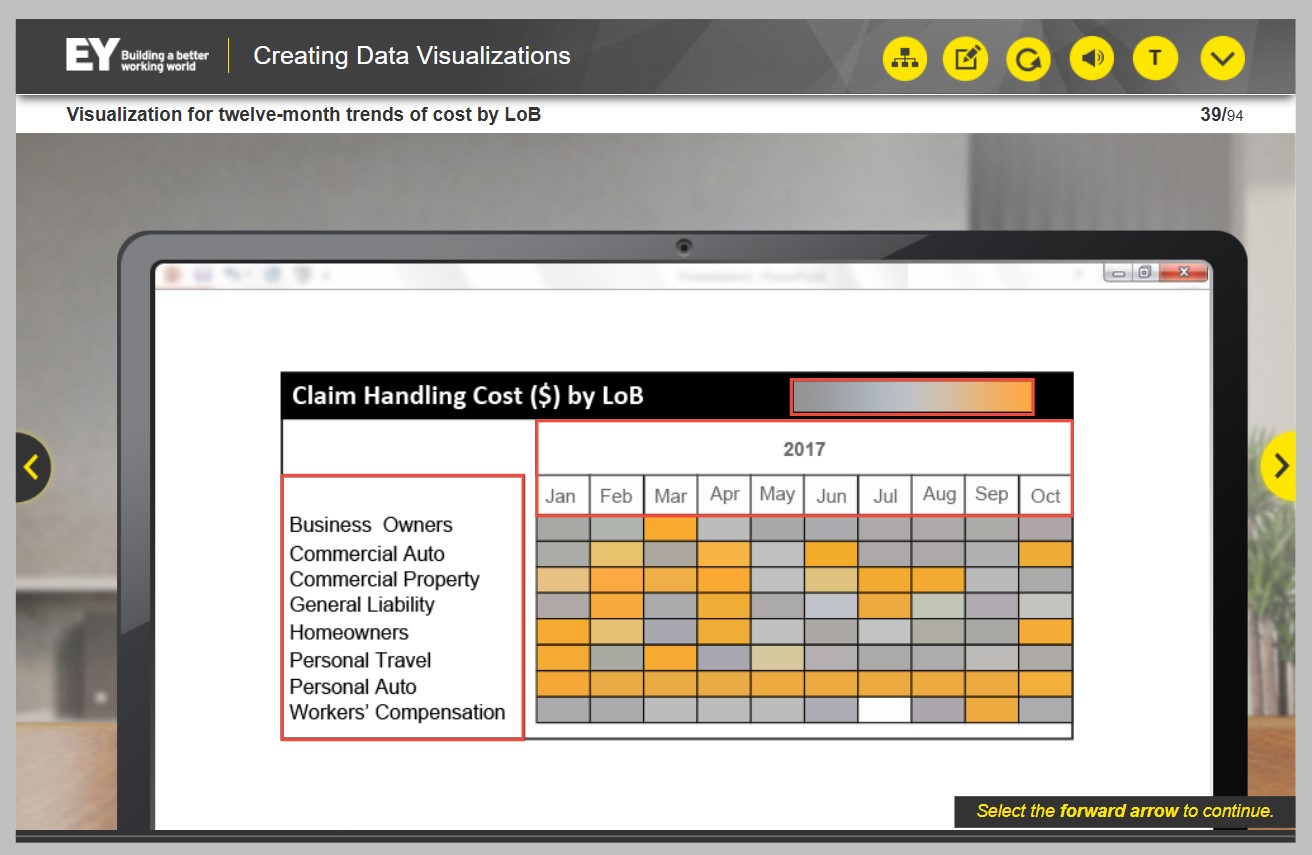 EY Building a better
working world
Creating Data Visualizations
T
Visualization for twelve-month trends of cost by LoB
39/94
Claim Handling Cost ($) by LoB
2017
Jan Feb Mar Apr May Jun Jul Aug Sep Oct
Business Owners
Commercial Auto
Commercial Property
General Liability
Homeowners
Personal Travel
Personal Auto
Workers' Compensation
Select the forward arrow to continue.